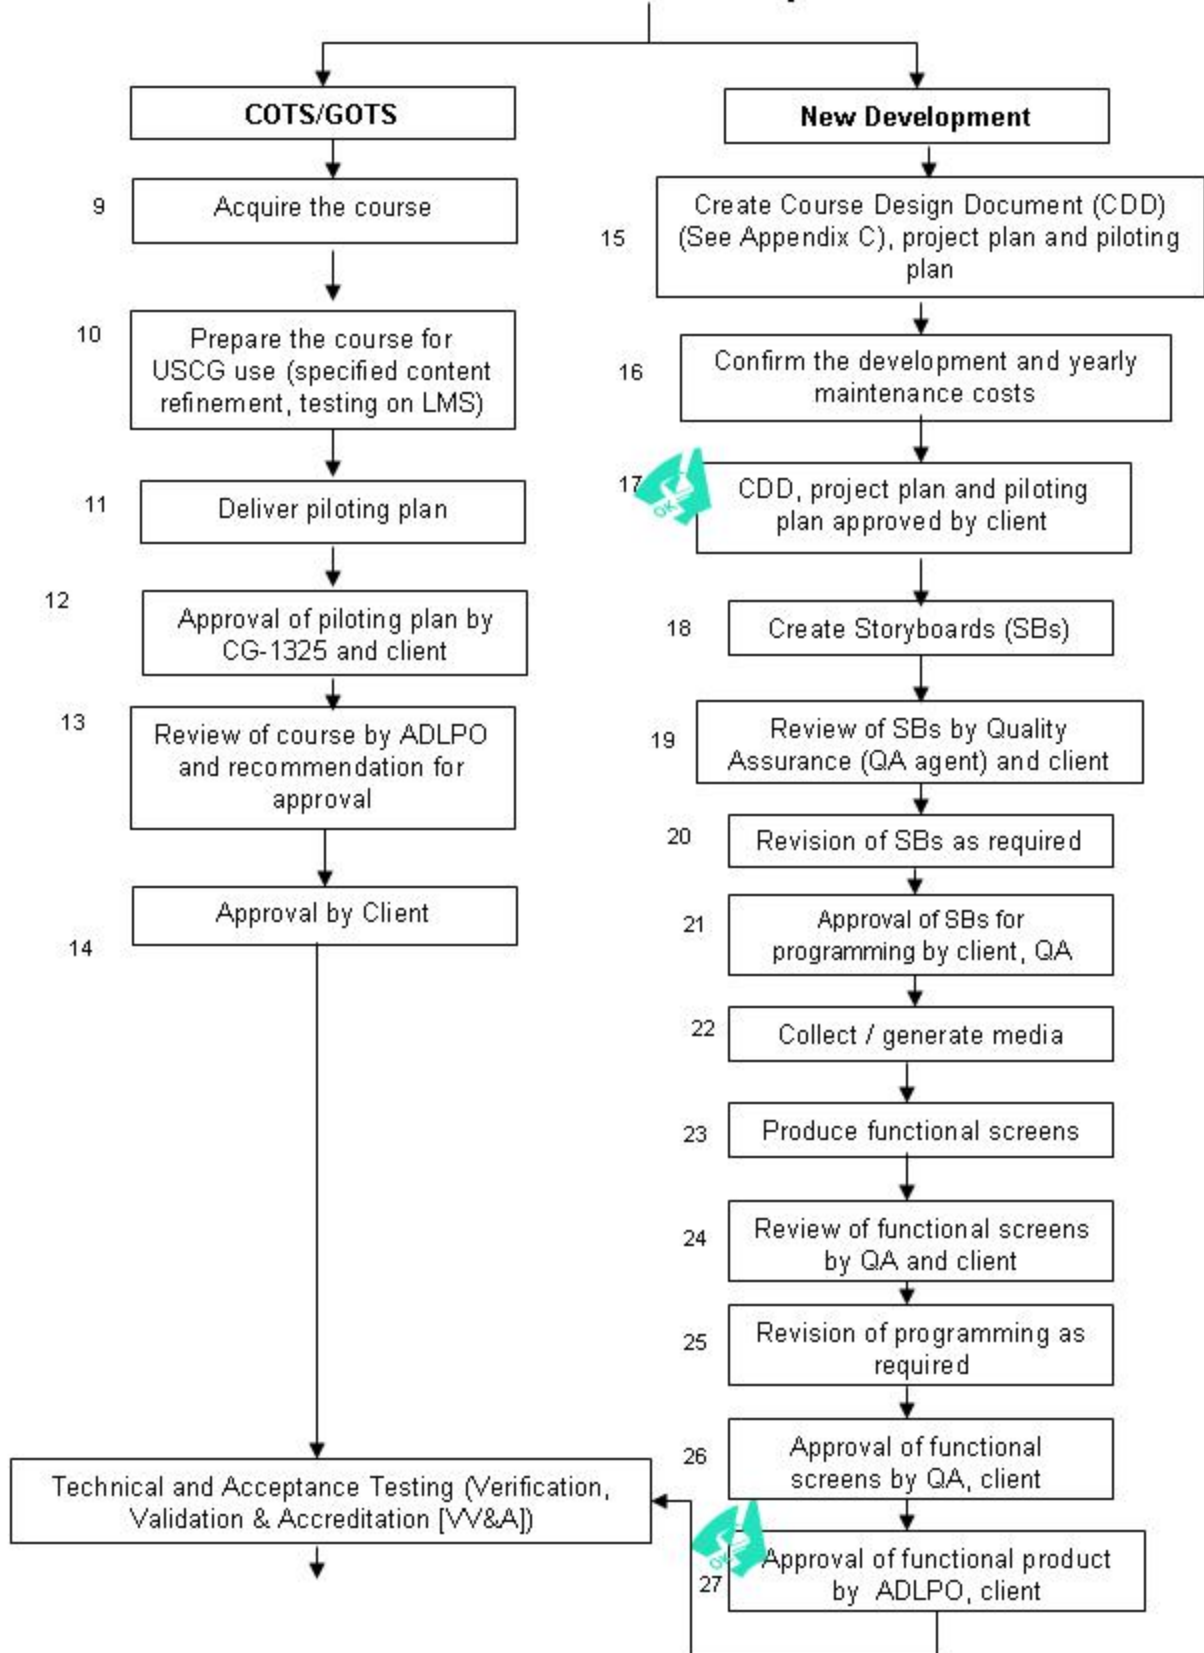 COTS/GOTS
9
Acquire the course
10
Prepare the course for
USCG use (specified content
refinement, testing on LMS)
11
Deliver piloting plan
12
Approval of piloting plan by
CG-1325 and client
13
Review of course by ADLPO
and recommendation for
approval
14
Approval by Client
Technical and Acceptance Testing (Verification,
Validation & Accreditation [VV&A])
New Development
15
Create Course Design Document (CDD)
(See Appendix C), project plan and piloting
plan
16
Confirm the development and yearly
maintenance costs
17
OK
CDD, project plan and piloting
plan approved by client
18
Create Storyboards (SBs)
19
Review of SBs by Quality
Assurance (QA agent) and client
20
Revision of SBs as required
21
Approval of SBs for
programming by client, QA
22
Collect / generate media
23
Produce functional screens
24
Review of functional screens
by QA and client
25
Revision of programming as
required
26
Approval of functional
screens by QA, client
27
OK
Approval of functional product
by ADLPO, client